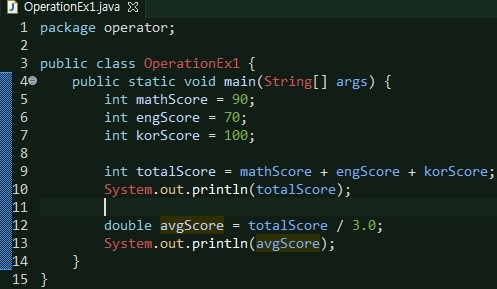 OperationEx1.java
1 package operator;
2
3 public class OperationEx1 {
4     public static void main(String[] args) {
5         int mathScore = 90;
6         int engScore = 70;
7         int korScore = 100;
8
9         int totalScore = mathScore + engScore + korScore;
10         System.out.println(totalScore);
11
12         double avgScore = totalScore / 3.0;
13         System.out.println(avgScore);
14     }
15 }